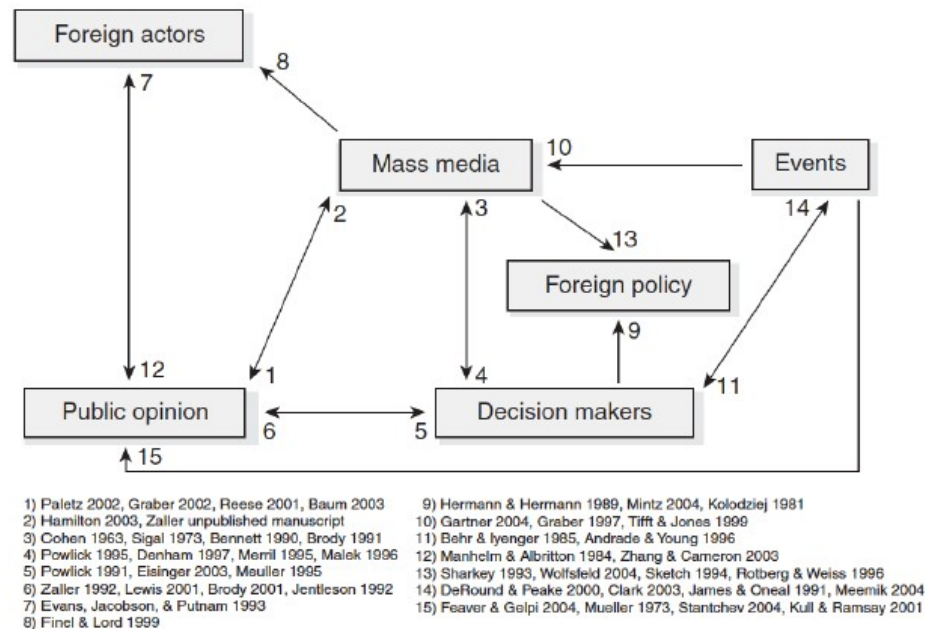 Foreign actors
7
8
10
Mass media
Events
2
3
14
13
Foreign policy
9
12
1
4
11
Public opinion
Decision makers
6
5
15
1) Paletz 2002, Graber 2002, Reese 2001, Baum 2003
2) Hamilton 2003, Zaller unpublished manuscript
3) Cohen 1963, Sigal 1973, Bennett 1990, Brody 1991
4) Powlick 1995, Denham 1997, Merril 1995, Malek 1996
5) Powlick 1991, Eisinger 2003, Meuller 1995
6) Zaller 1992, Lewis 2001, Brody 2001, Jentleson 1992
7) Evans, Jacobson, & Putnam 1993
8) Finel & Lord 1999
9) Hermann & Hermann 1989, Mintz 2004, Kolodziej 1981
10) Gartner 2004, Graber 1997, Tifft & Jones 1999
11) Behr & Iyenger 1985, Andrade & Young 1996
12) Manhelm & Albritton 1984, Zhang & Cameron 2003
13) Sharkey 1993, Wolfsfeld 2004, Sketch 1994, Rotberg & Weiss 1996
14) DeRound & Peake 2000, Clark 2003, James & Oneal 1991, Meemik 2004
15) Feaver & Gelpi 2004, Mueller 1973, Stantchev 2004, Kull & Ramsay 2001